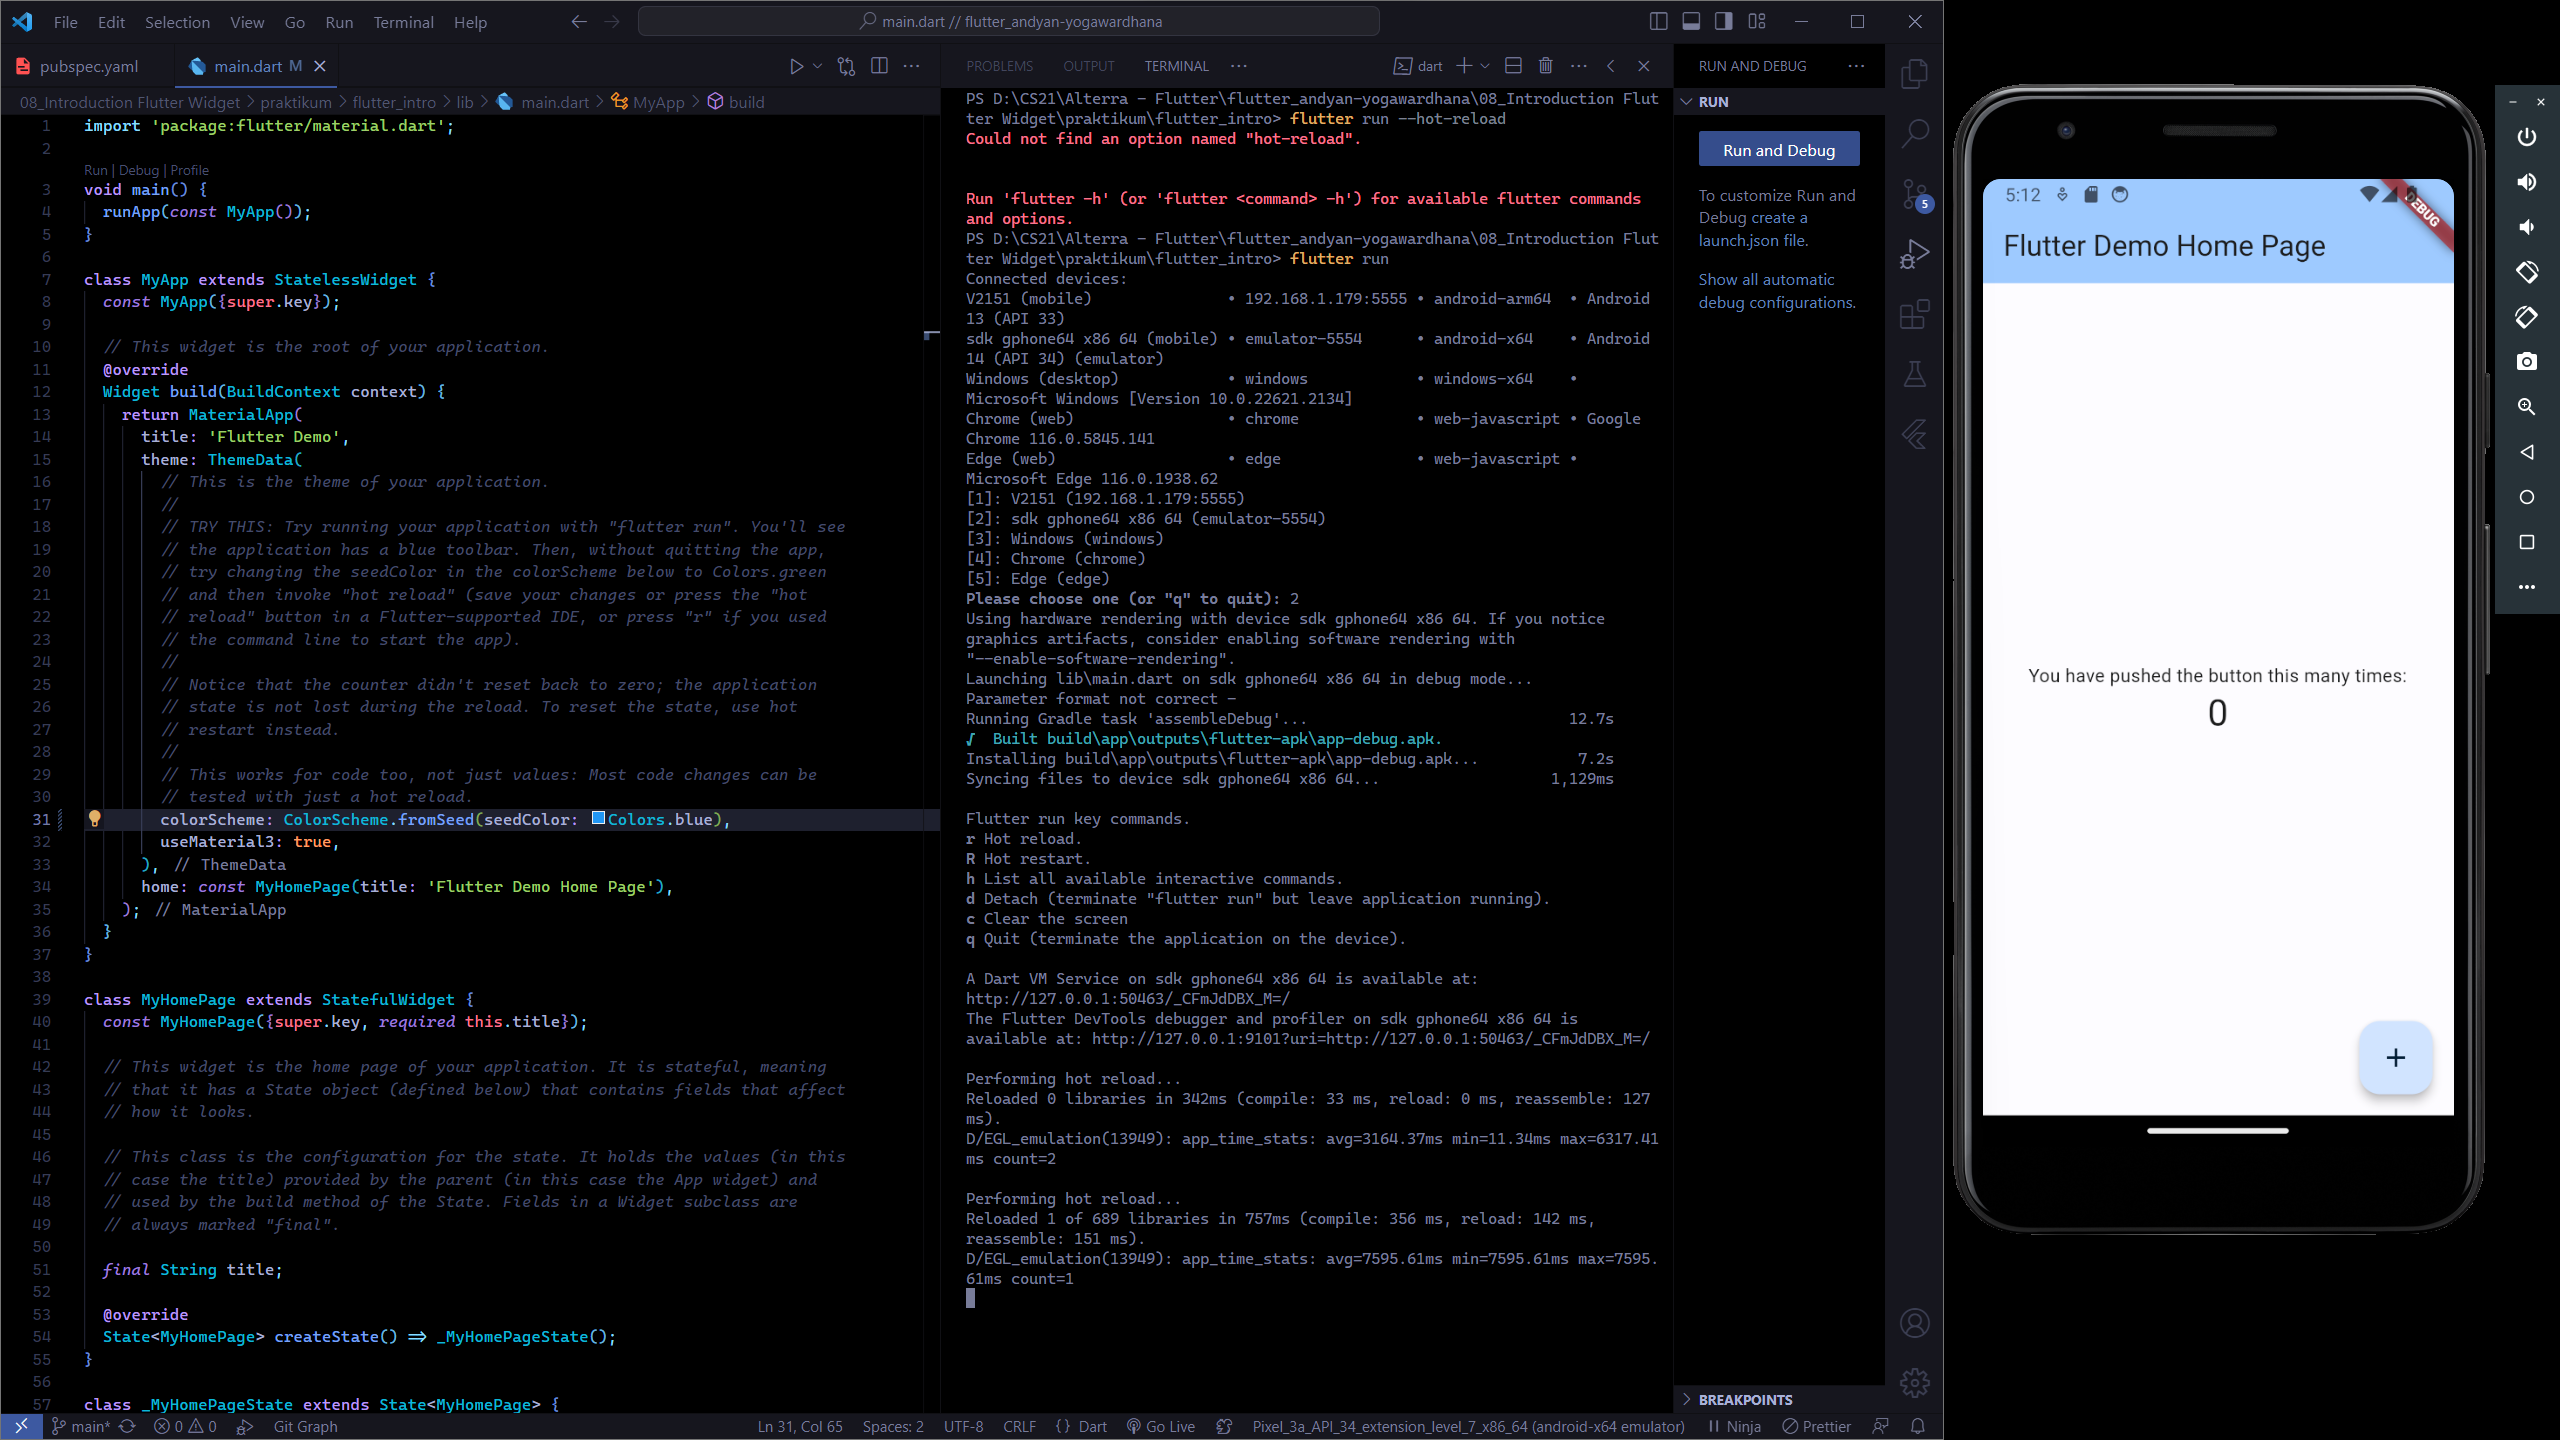 File Edit Selection View Go Run Terminal Help
main.dart // flutter_andyan-yogawardhana
pubspec.yaml
main.dart M
08_Introduction Flutter Widget > praktikum > flutter_intro > lib > main.dart > MyApp > build
1 import 'package:flutter/material.dart';
2
Run | Debug | Profile
3 void main() {
4 runApp(const MyApp());
5 }
6
7 class MyApp extends StatelessWidget {
8 const MyApp({super.key});
9
10 // This widget is the root of your application.
11 @override
12 Widget build(BuildContext context) {
13 return MaterialApp(
14 title: 'Flutter Demo',
15 theme: ThemeData(
16 // This is the theme of your application.
17 //
18 // TRY THIS: Try running your application with "flutter run". You'll see
19 // the application has a blue toolbar. Then, without quitting the app,
20 // try changing the seedColor in the colorScheme below to Colors.green
21 // and then invoke "hot reload" (save your changes or press the "hot
22 // reload" button in a Flutter-supported IDE, or press "r" if you used
23 // the command line to start the app).
24 //
25 // Notice that the counter didn't reset back to zero; the application
26 // state is not lost during the reload. To reset the state, use hot
27 // restart instead.
28 //
29 // This works for code too, not just values: Most code changes can be
30 // tested with just a hot reload.
31 colorScheme: ColorScheme.fromSeed(seedColor: Colors.blue),
32 useMaterial3: true,
33 ), // ThemeData
34 home: const MyHomePage(title: 'Flutter Demo Home Page'),
35 ); // MaterialApp
36 }
37 }
38
39 class MyHomePage extends StatefulWidget {
40 const MyHomePage({super.key, required this.title});
41
42 // This widget is the home page of your application. It is stateful, meaning
43 // that it has a State object (defined below) that contains fields that affect
44 // how it looks.
45
46 // This class is the configuration for the state. It holds the values (in this
47 // case the title) provided by the parent (in this case the App widget) and
48 // used by the build method of the State. Fields in a Widget subclass are
49 // always marked "final".
50
51 final String title;
52
53 @override
54 State<MyHomePage> createState() => _MyHomePageState();
55 }
56
57 class _MyHomePageState extends State<MyHomePage> {
PROBLEMS OUTPUT TERMINAL ··· dart
PS D:\CS21\Alterra - Flutter\flutter_andyan-yogawardhana\08_Introduction Flut
ter Widget\praktikum\flutter_intro> flutter run --hot-reload
Could not find an option named "hot-reload".
Run 'flutter -h' (or 'flutter <command> -h') for available flutter commands
and options.
PS D:\CS21\Alterra - Flutter\flutter_andyan-yogawardhana\08_Introduction Flut
ter Widget\praktikum\flutter_intro> flutter run
Connected devices:
V2151 (mobile) • 192.168.1.179:5555 • android-arm64 • Android
13 (API 33)
sdk gphone64 x86 64 (mobile) • emulator-5554 • android-x64 • Android
14 (API 34) (emulator)
Windows (desktop) • windows • windows-x64 •
Microsoft Windows [Version 10.0.22621.2134]
Chrome (web) • chrome • web-javascript • Google
Chrome 116.0.5845.141
Edge (web) • edge • web-javascript •
Microsoft Edge 116.0.1938.62
[1]: V2151 (192.168.1.179:5555)
[2]: sdk gphone64 x86 64 (emulator-5554)
[3]: Windows (windows)
[4]: Chrome (chrome)
[5]: Edge (edge)
Please choose one (or "q" to quit): 2
Using hardware rendering with device sdk gphone64 x86 64. If you notice
graphics artifacts, consider enabling software rendering with
"--enable-software-rendering".
Launching lib\main.dart on sdk gphone64 x86 64 in debug mode...
Parameter format not correct -
Running Gradle task 'assembleDebug'... 12.7s
√ Built build\app\outputs\flutter-apk\app-debug.apk.
Installing build\app\outputs\flutter-apk\app-debug.apk... 7.2s
Syncing files to device sdk gphone64 x86 64... 1,129ms
Flutter run key commands.
r Hot reload.
R Hot restart.
h List all available interactive commands.
d Detach (terminate "flutter run" but leave application running).
c Clear the screen
q Quit (terminate the application on the device).
A Dart VM Service on sdk gphone64 x86 64 is available at:
http://127.0.0.1:50463/_CFmJdDBX_M=/
The Flutter DevTools debugger and profiler on sdk gphone64 x86 64 is
available at: http://127.0.0.1:9101?uri=http://127.0.0.1:50463/_CFmJdDBX_M=/
Performing hot reload...
Reloaded 0 libraries in 342ms (compile: 33 ms, reload: 0 ms, reassemble: 127
ms).
D/EGL_emulation(13949): app_time_stats: avg=3164.37ms min=11.34ms max=6317.41
ms count=2
Performing hot reload...
Reloaded 1 of 689 libraries in 757ms (compile: 356 ms, reload: 142 ms,
reassemble: 151 ms).
D/EGL_emulation(13949): app_time_stats: avg=7595.61ms min=7595.61ms max=7595.
61ms count=1
RUN AND DEBUG ···
RUN
Run and Debug
To customize Run and
Debug create a
launch.json file.
Show all automatic
debug configurations.
BREAKPOINTS
5
main* 0 0 Git Graph
Ln 31, Col 65 Spaces: 2 UTF-8 CRLF {} Dart Go Live Pixel_3a_API_34_extension_level_7_x86_64 (android-x64 emulator) Ninja Prettier
5:12
DEBUG
Flutter Demo Home Page
You have pushed the button this many times:
0
+